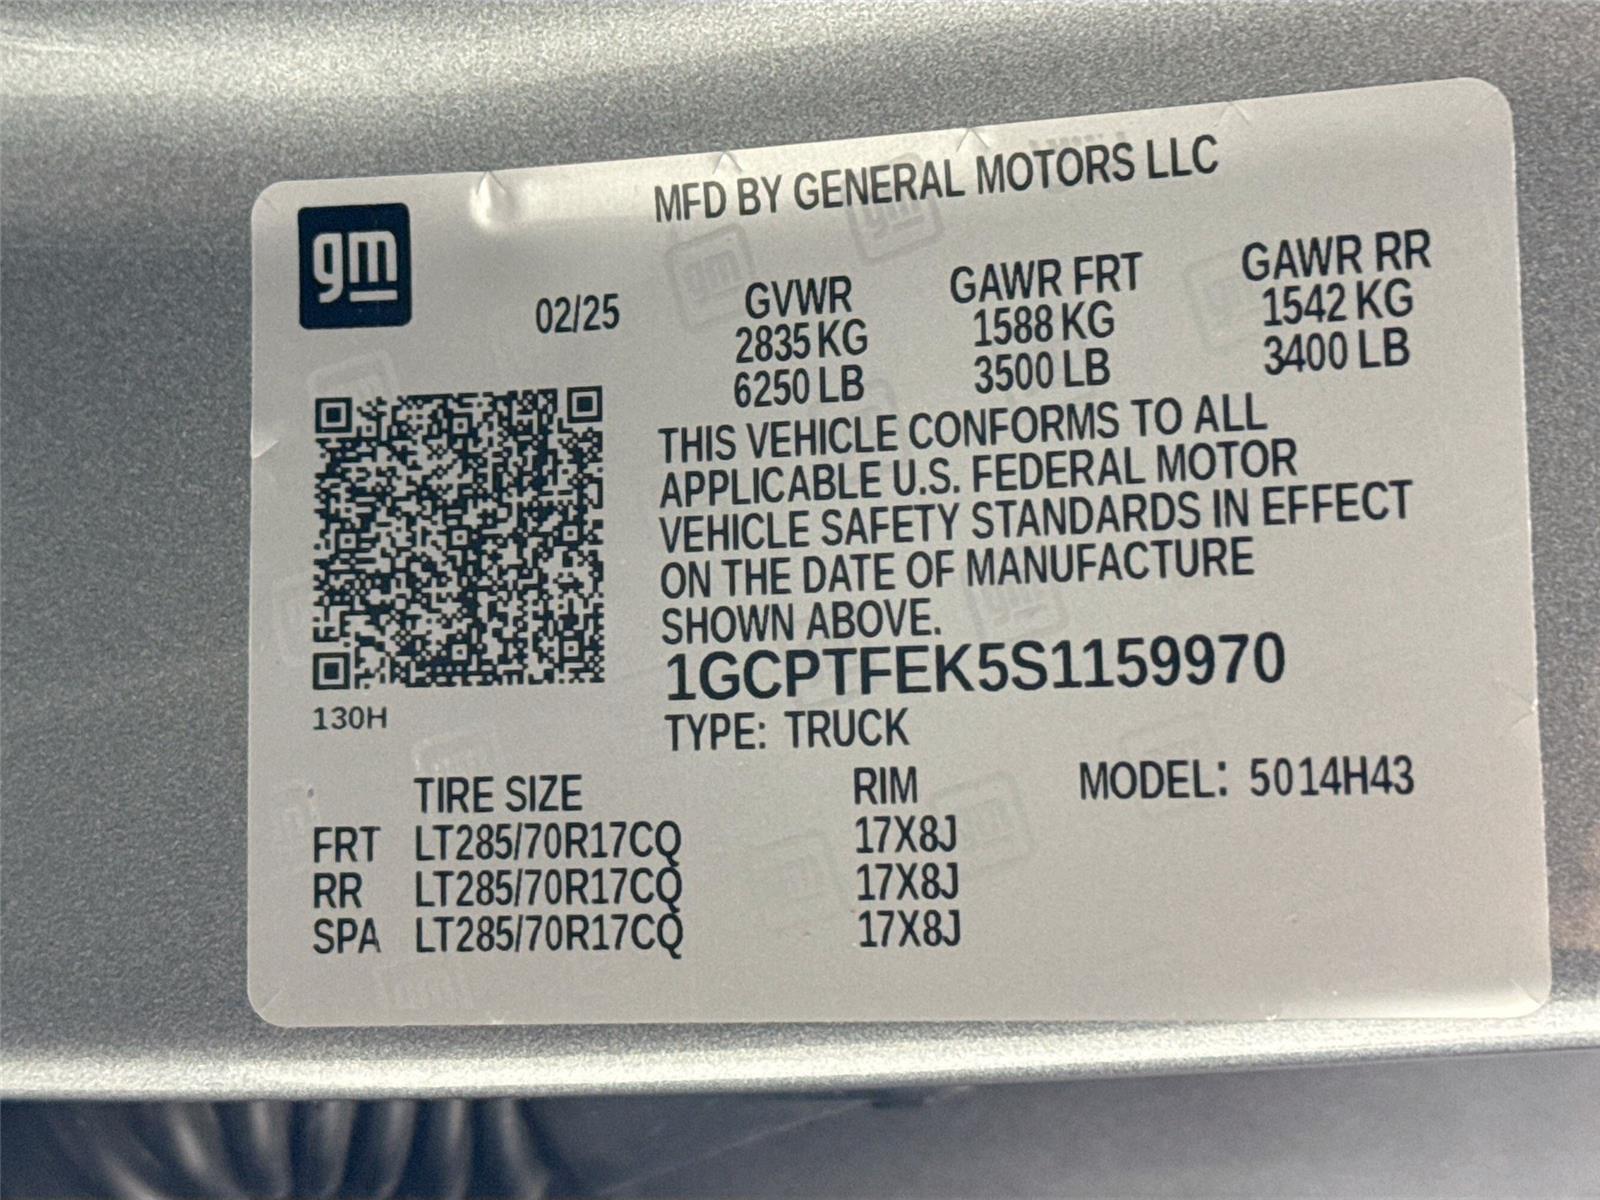 MFD BY GENERAL MOTORS LLC
gm
02/25
GVWR
2835 KG
6250 LB
GAWR FRT
1588 KG
3500 LB
GAWR RR
1542 KG
3400 LB
THIS VEHICLE CONFORMS TO ALL
APPLICABLE U.S. FEDERAL MOTOR
VEHICLE SAFETY STANDARDS IN EFFECT
ON THE DATE OF MANUFACTURE
SHOWN ABOVE.
1GCPTFEK5S1159970
130H
TYPE: TRUCK
TIRE SIZE RIM MODEL: 5014H43
FRT LT285/70R17CQ 17X8J
RR LT285/70R17CQ 17X8J
SPA LT285/70R17CQ 17X8J